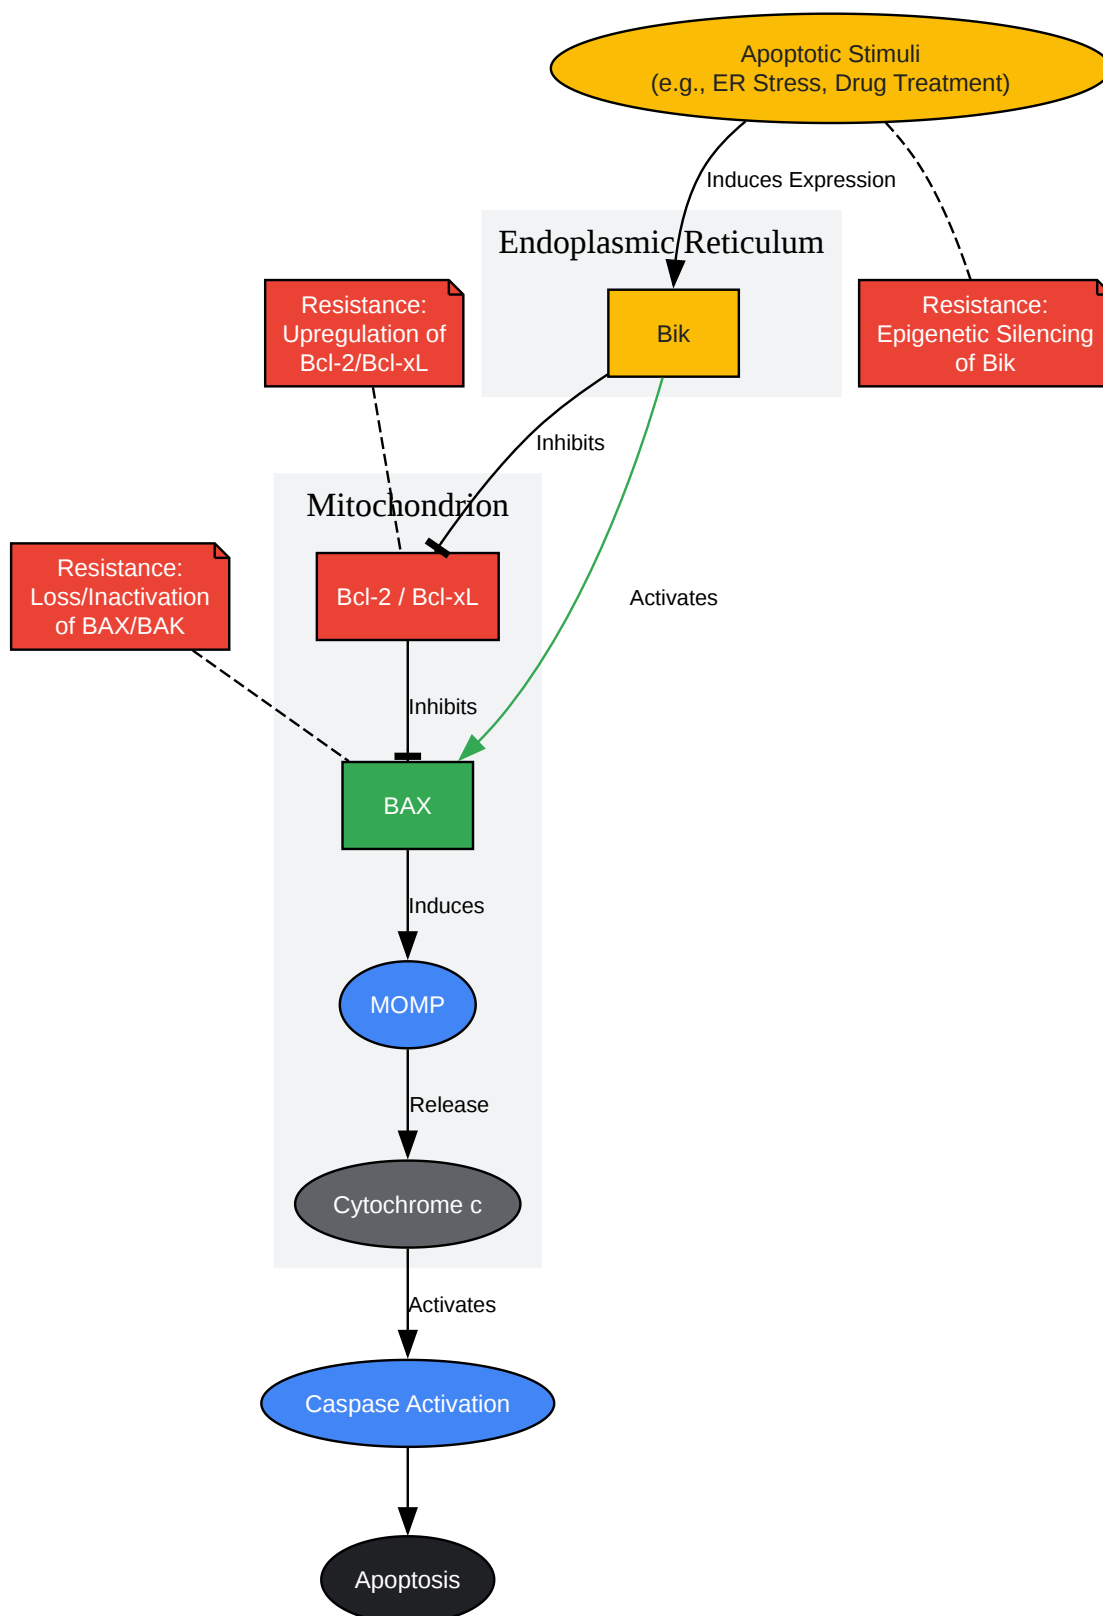 Apoptotic Stimuli
(e.g., ER Stress, Drug Treatment)
Induces Expression
Endoplasmic Reticulum
Resistance:
Upregulation of
Bcl-2/Bcl-xL
Bik
Resistance:
Epigenetic Silencing
of Bik
Inhibits
Mitochondrion
Resistance:
Loss/Inactivation
of BAX/BAK
Bcl-2 / Bcl-xL
Activates
Inhibits
BAX
Induces
MOMP
Release
Cytochrome c
Activates
Caspase Activation
Apoptosis